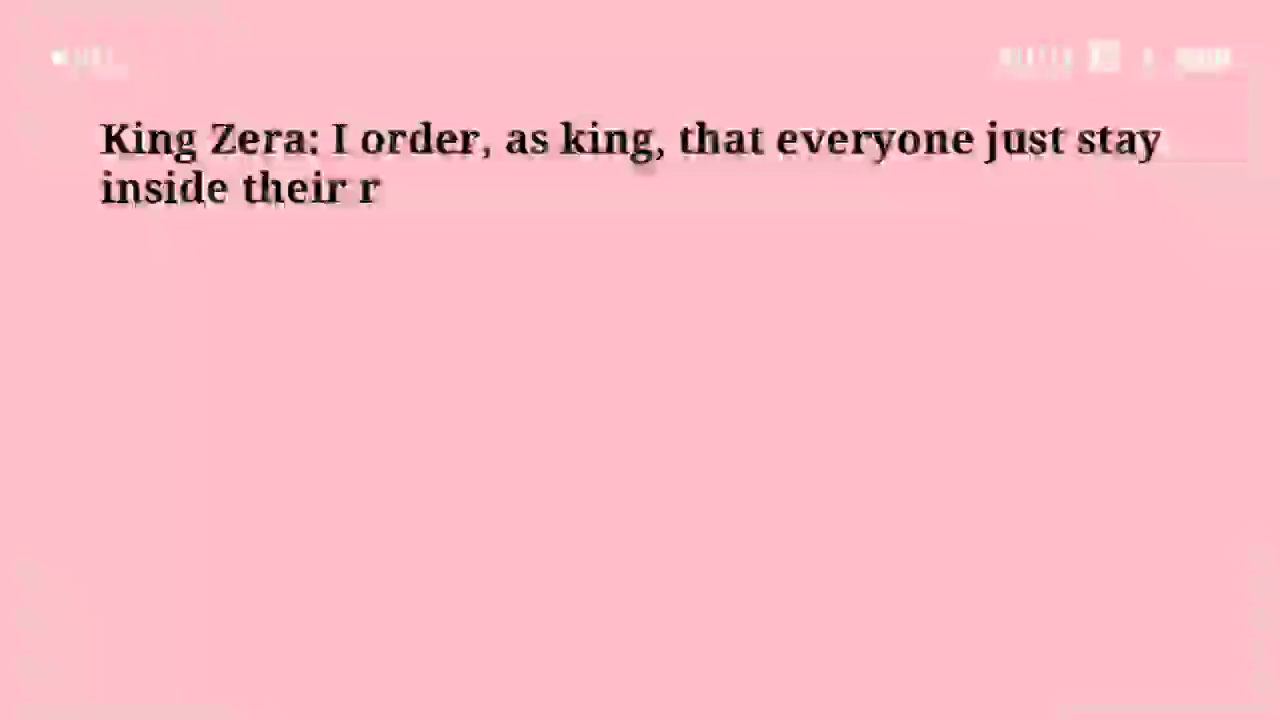 King Zera: I order, as king, that everyone just stay
inside their r